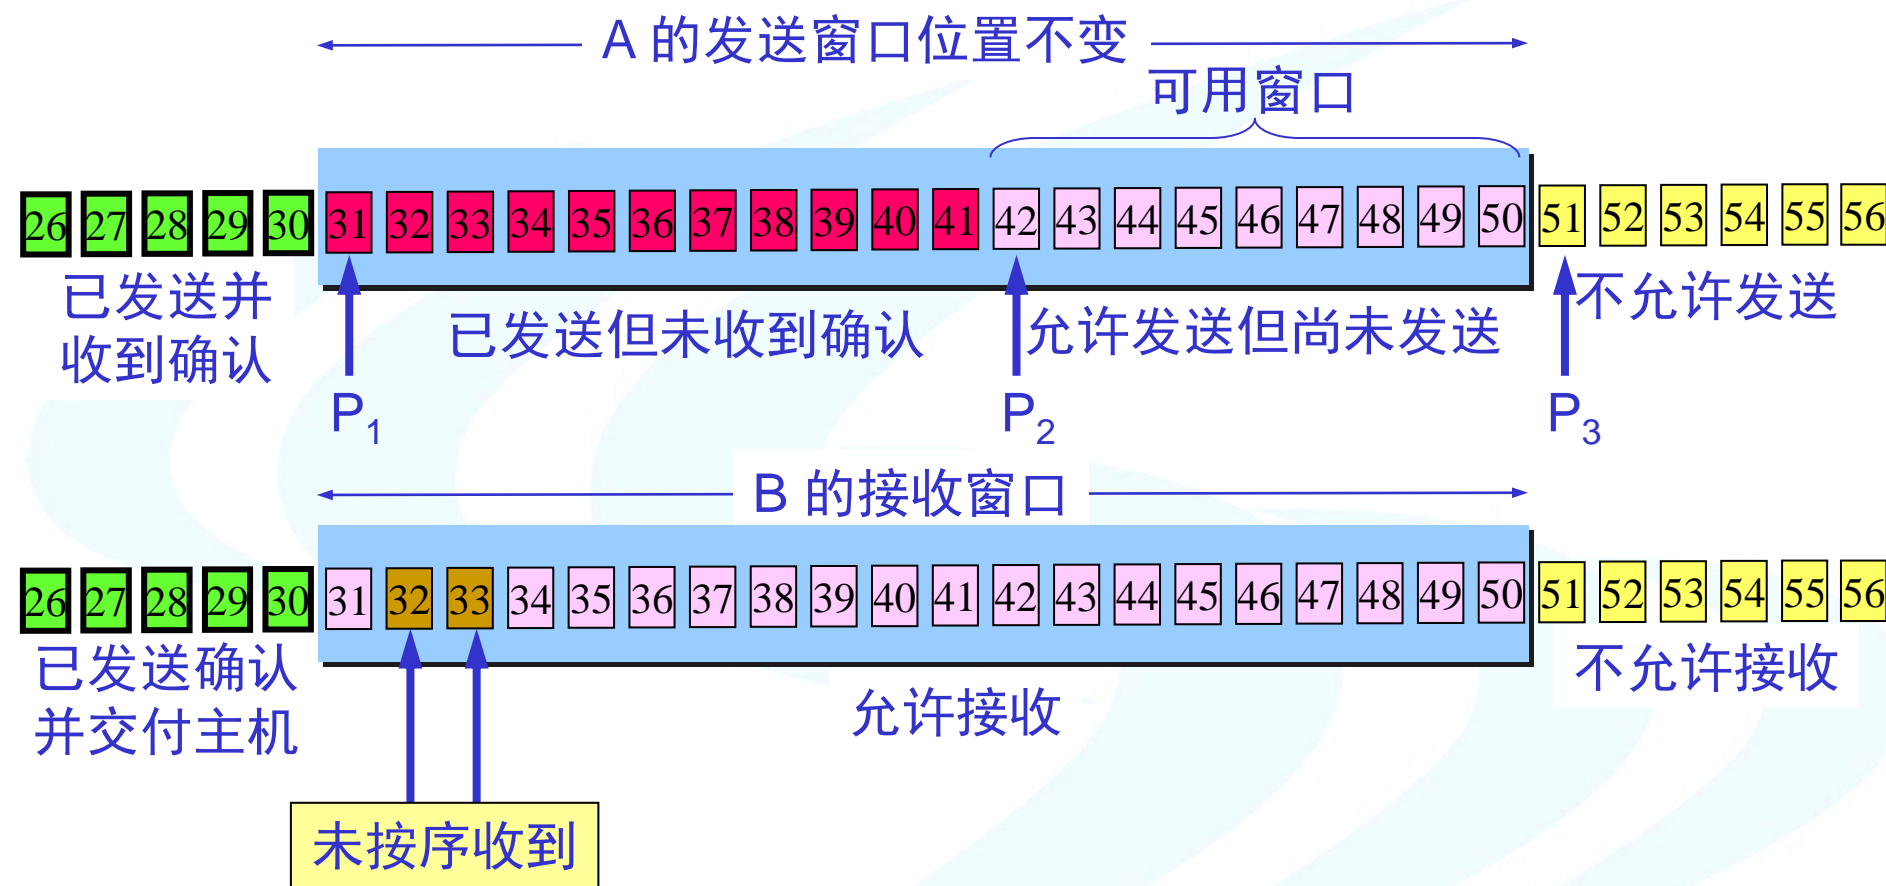 A 的发送窗口位置不变
可用窗口
26 27 28 29 30 31 32 33 34 35 36 37 38 39 40 41 42 43 44 45 46 47 48 49 50 51 52 53 54 55 56
已发送并
收到确认
已发送但未收到确认
允许发送但尚未发送
不允许发送
P1
P2
P3
B 的接收窗口
26 27 28 29 30 31 32 33 34 35 36 37 38 39 40 41 42 43 44 45 46 47 48 49 50 51 52 53 54 55 56
已发送确认
并交付主机
允许接收
不允许接收
未按序收到